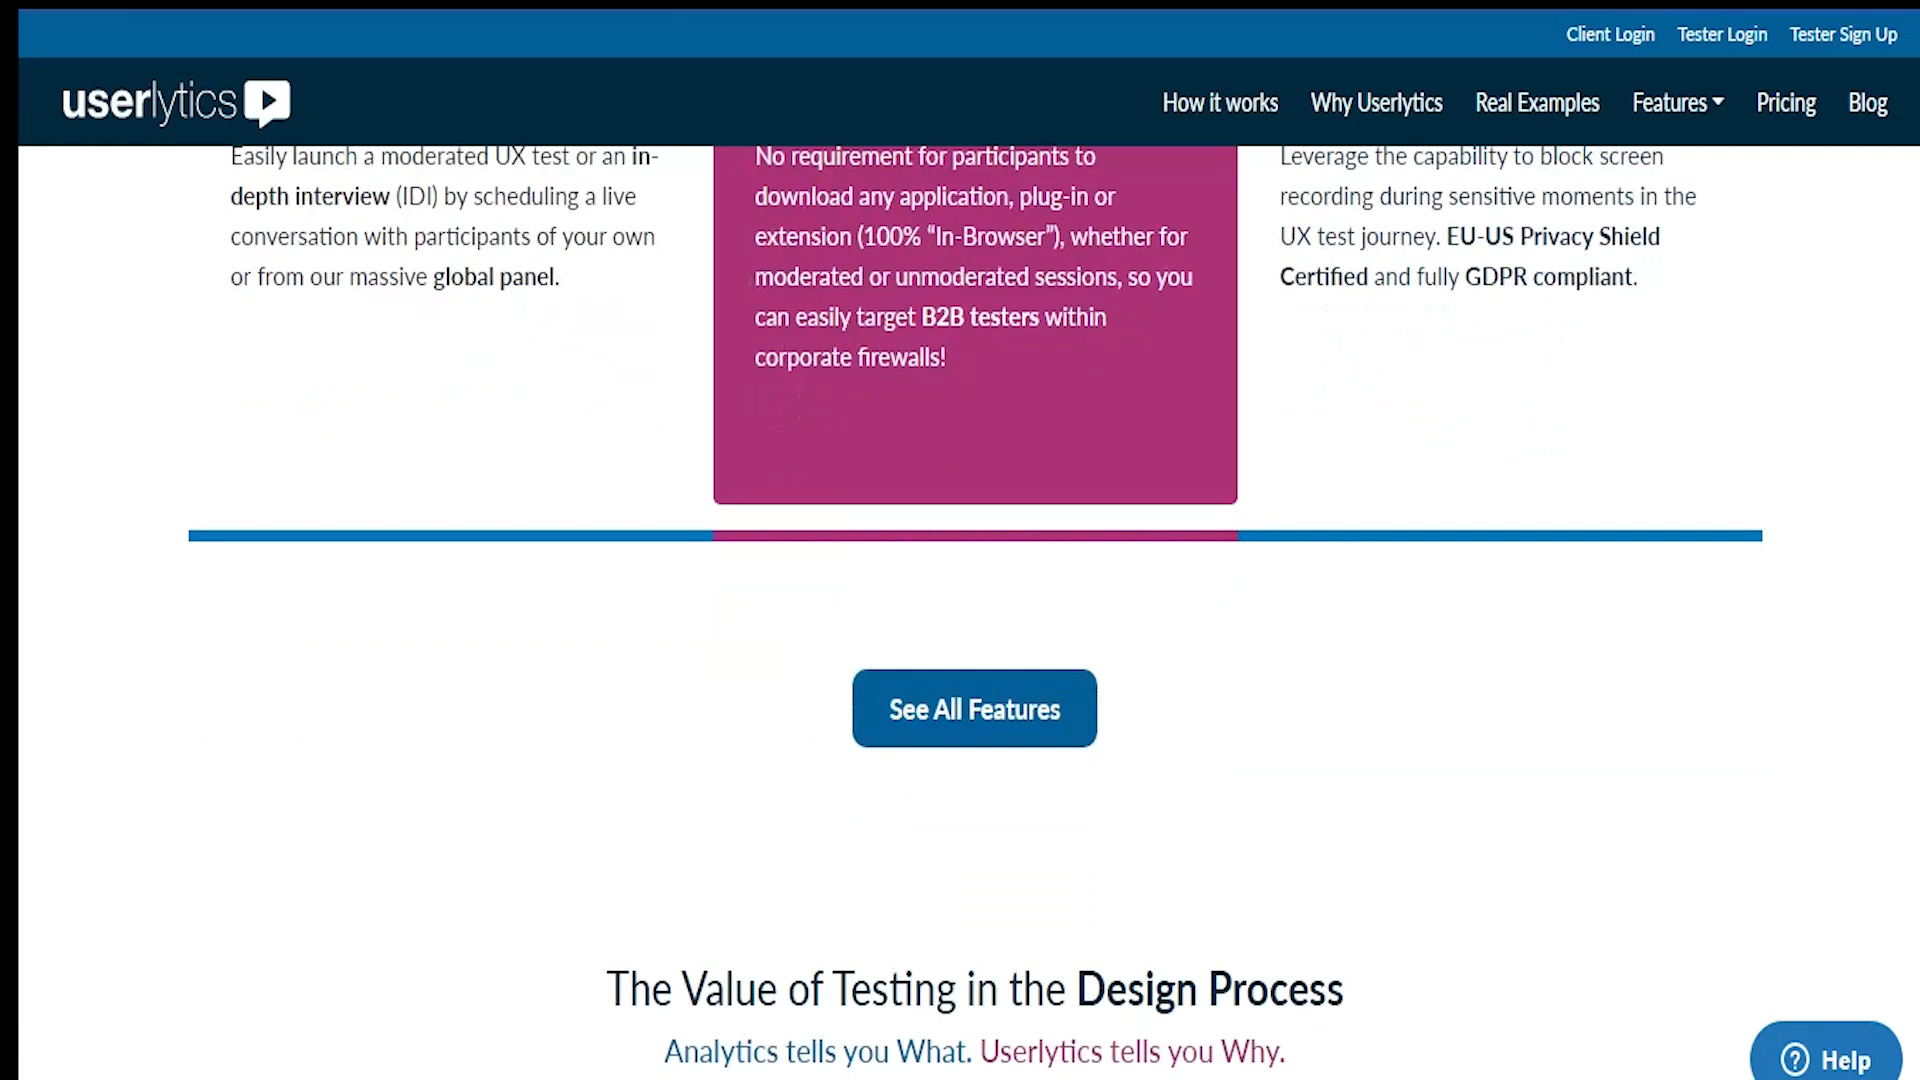 Client Login Tester Login Tester Sign Up
userlytics
How it works Why Userlytics Real Examples Features Pricing Blog
Easily launch a moderated UX test or an in-
depth interview (IDI) by scheduling a live
conversation with participants of your own
or from our massive global panel.
No requirement for participants to
download any application, plug-in or
extension (100% “In-Browser”), whether for
moderated or unmoderated sessions, so you
can easily target B2B testers within
corporate firewalls!
Leverage the capability to block screen
recording during sensitive moments in the
UX test journey. EU-US Privacy Shield
Certified and fully GDPR compliant.
See All Features
The Value of Testing in the Design Process
Analytics tells you What. Userlytics tells you Why.
Help